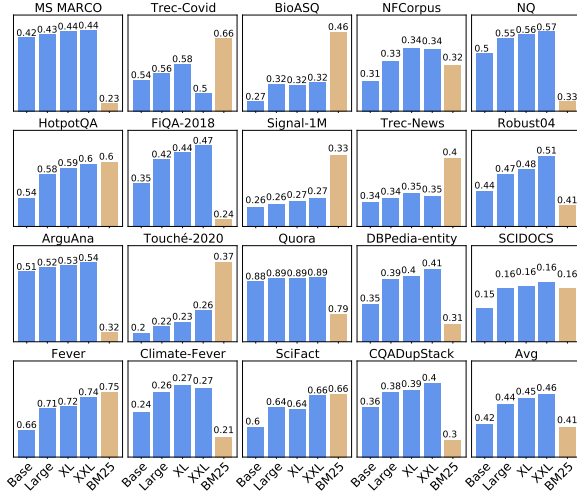 MS MARCO
0.42 0.43 0.44 0.44 0.23
Trec-Covid
0.54 0.56 0.58 0.5 0.66
BioASQ
0.27 0.32 0.32 0.32 0.46
NFCorpus
0.31 0.33 0.34 0.34 0.32
NQ
0.5 0.55 0.56 0.57 0.33
HotpotQA
0.54 0.58 0.59 0.6 0.6
FiQA-2018
0.35 0.42 0.44 0.47 0.24
Signal-1M
0.26 0.26 0.27 0.27 0.33
Trec-News
0.34 0.34 0.35 0.35 0.4
Robust04
0.44 0.47 0.48 0.51 0.41
ArguAna
0.51 0.52 0.53 0.54 0.32
Touché-2020
0.2 0.22 0.23 0.26 0.37
Quora
0.88 0.89 0.89 0.89 0.79
DBPedia-entity
0.35 0.39 0.4 0.41 0.31
SCIDOCS
0.15 0.16 0.16 0.16 0.16
Fever
0.66 0.71 0.72 0.74 0.75
Base Large XL XXL BM25
Climate-Fever
0.24 0.26 0.27 0.27 0.21
Base Large XL XXL BM25
SciFact
0.6 0.64 0.64 0.66 0.66
Base Large XL XXL BM25
CQADupStack
0.36 0.38 0.39 0.4 0.3
Base Large XL XXL BM25
Avg
0.42 0.44 0.45 0.46 0.41
Base Large XL XXL BM25